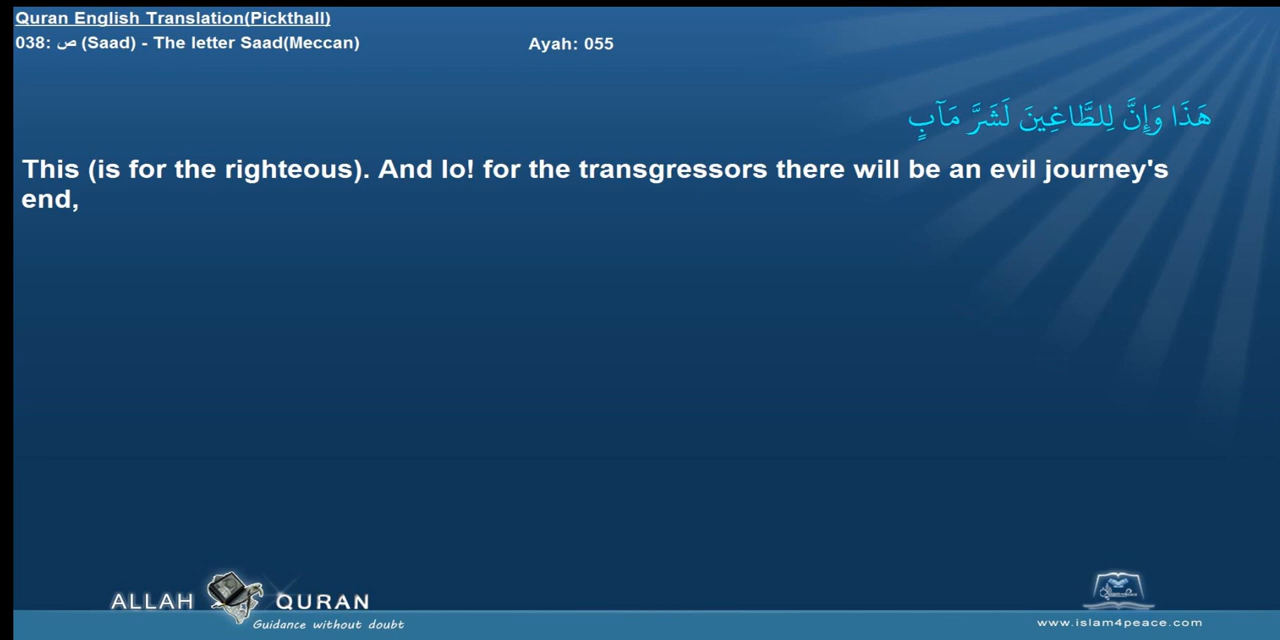 Quran English Translation(Pickthall)
038: ص (Saad) - The letter Saad(Meccan) Ayah: 055
هَذَا وَإِنَّ لِلطَّاغِينَ لَشَرَّ مَآبٍ
This (is for the righteous). And lo! for the transgressors there will be an evil journey's
end,
ALLAH QURAN
Guidance without doubt
www.islam4peace.com